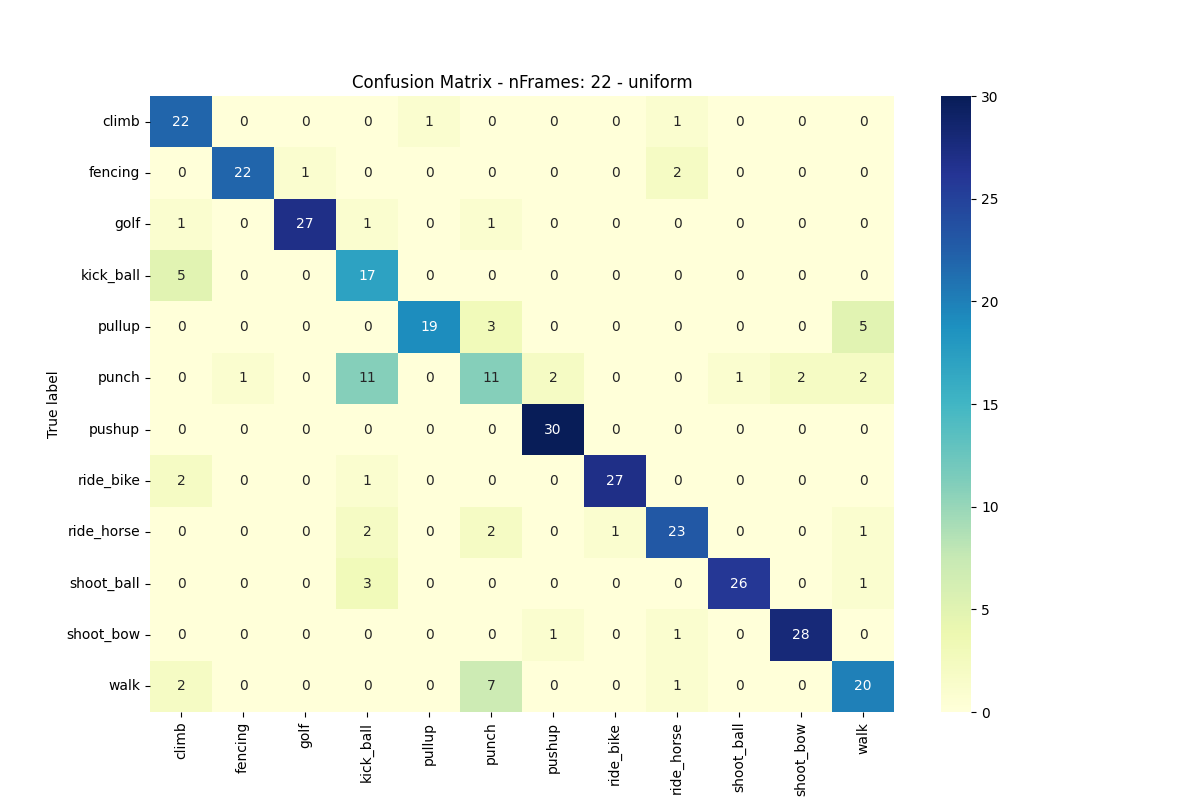 Confusion Matrix - nFrames: 22 - uniform
climb 22 0 0 0 1 0 0 0 1 0 0 0
fencing 0 22 1 0 0 0 0 0 2 0 0 0
golf 1 0 27 1 0 1 0 0 0 0 0 0
kick_ball 5 0 0 17 0 0 0 0 0 0 0 0
pullup 0 0 0 0 19 3 0 0 0 0 0 5
punch 0 1 0 11 0 11 2 0 0 1 2 2
pushup 0 0 0 0 0 0 30 0 0 0 0 0
ride_bike 2 0 0 1 0 0 0 27 0 0 0 0
ride_horse 0 0 0 2 0 2 0 1 23 0 0 1
shoot_ball 0 0 0 3 0 0 0 0 0 26 0 1
shoot_bow 0 0 0 0 0 0 1 0 1 0 28 0
walk 2 0 0 0 0 7 0 0 1 0 0 20
True label
climb fencing golf kick_ball pullup punch pushup ride_bike ride_horse shoot_ball shoot_bow walk
30
25
20
15
10
5
0